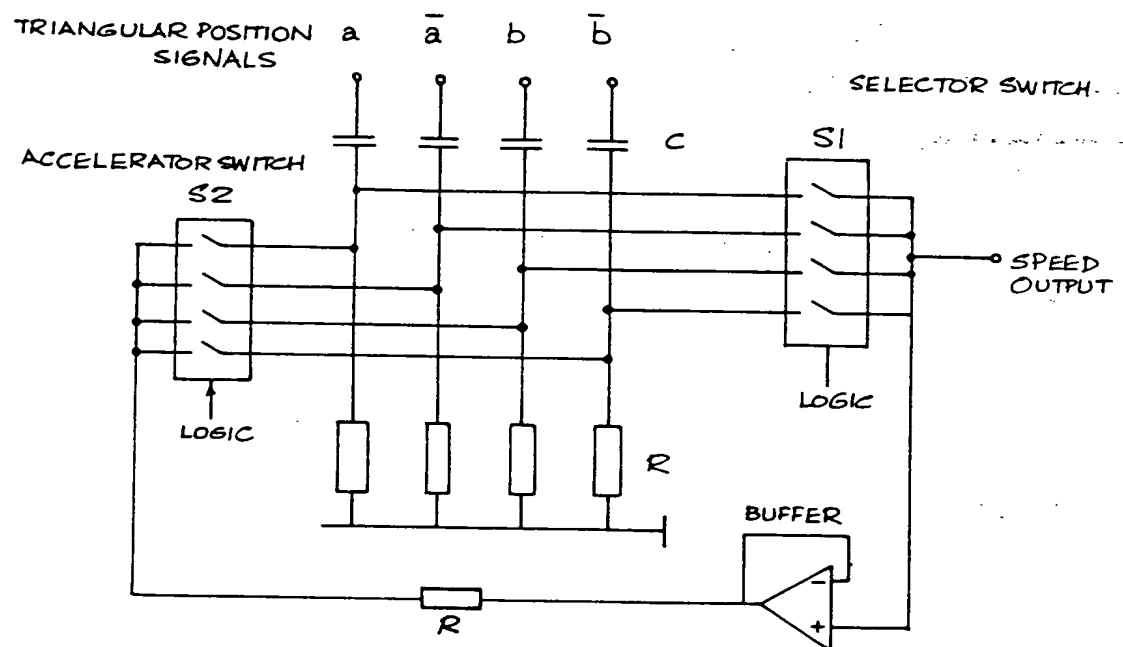 TRIANGULAR POSITION
SIGNALS
a
a̅
b
b̅
SELECTOR SWITCH
S1
C
ACCELERATOR SWITCH
S2
SPEED
OUTPUT
LOGIC
LOGIC
R
BUFFER
−
+
R